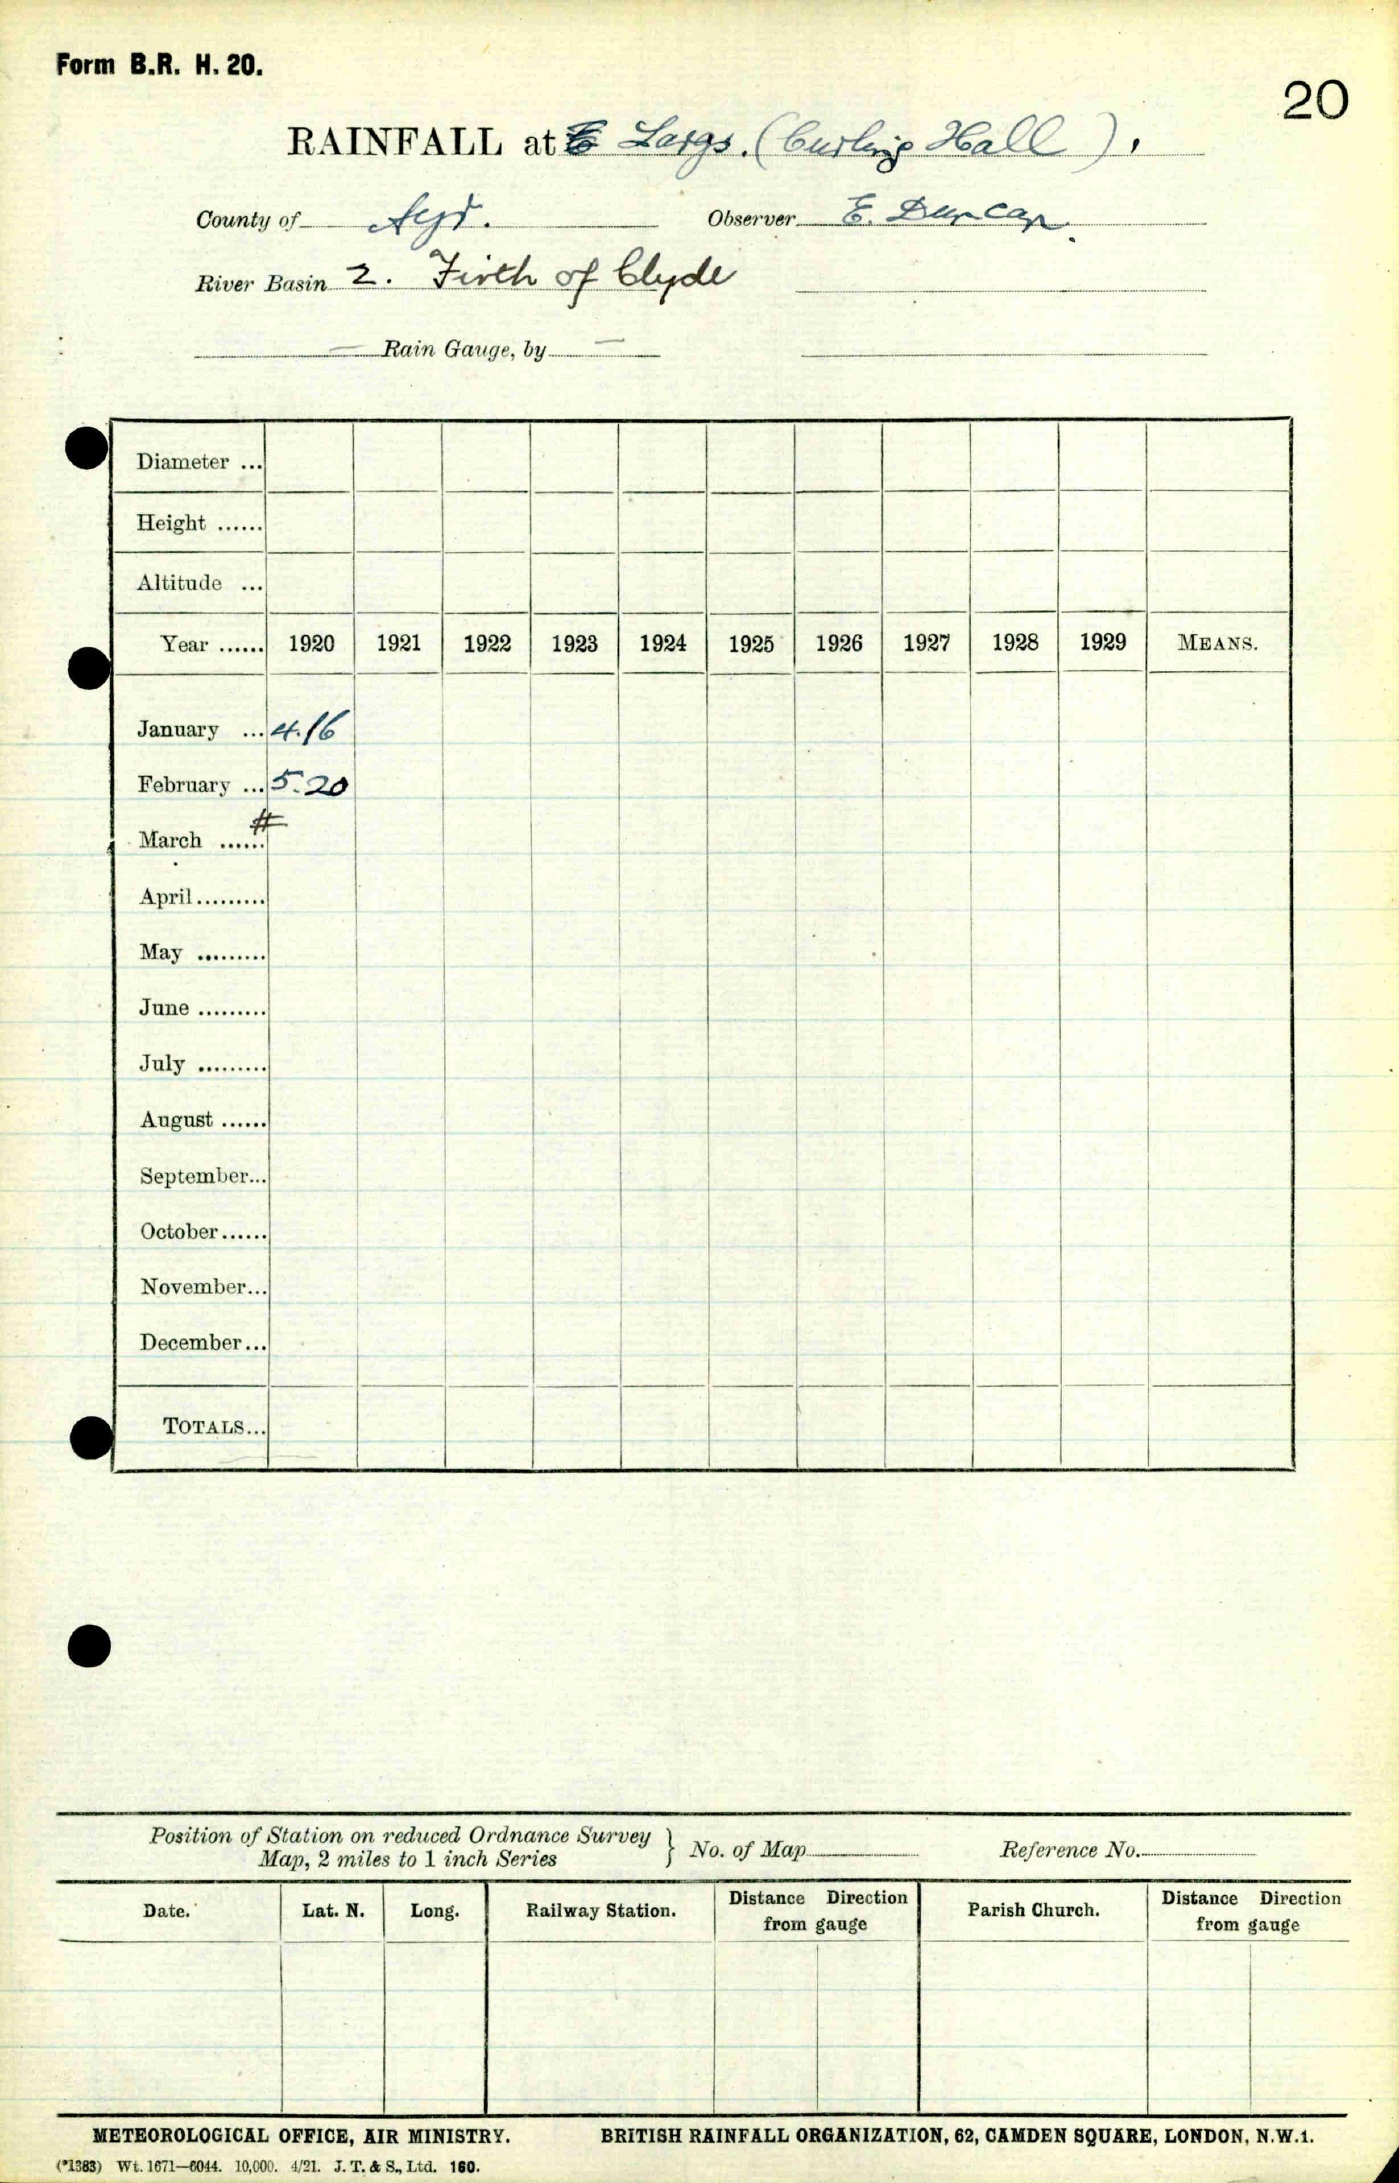 Form B.R. H. 20.
20
RAINFALL at Largs. (Curling Hall).
County of Ayr. Observer E. Duncan.
River Basin 2. Firth of Clyde
Rain Gauge, by
Diameter ...
Height ......
Altitude ...
Year ...... 1920 1921 1922 1923 1924 1925 1926 1927 1928 1929 MEANS.
January ... 4.16
February ... 5.20
#
March ......
April.........
May .........
June .........
July .........
August ......
September...
October......
November...
December...
TOTALS...
Position of Station on reduced Ordnance Survey
Map, 2 miles to 1 inch Series } No. of Map Reference No.
Date. Lat. N. Long. Railway Station. Distance Direction from gauge Parish Church. Distance Direction from gauge
METEOROLOGICAL OFFICE, AIR MINISTRY. BRITISH RAINFALL ORGANIZATION, 62, CAMDEN SQUARE, LONDON, N.W.1.
(*1383) Wt. 1671—6044. 10,000. 4/21. J. T. & S., Ltd. 160.